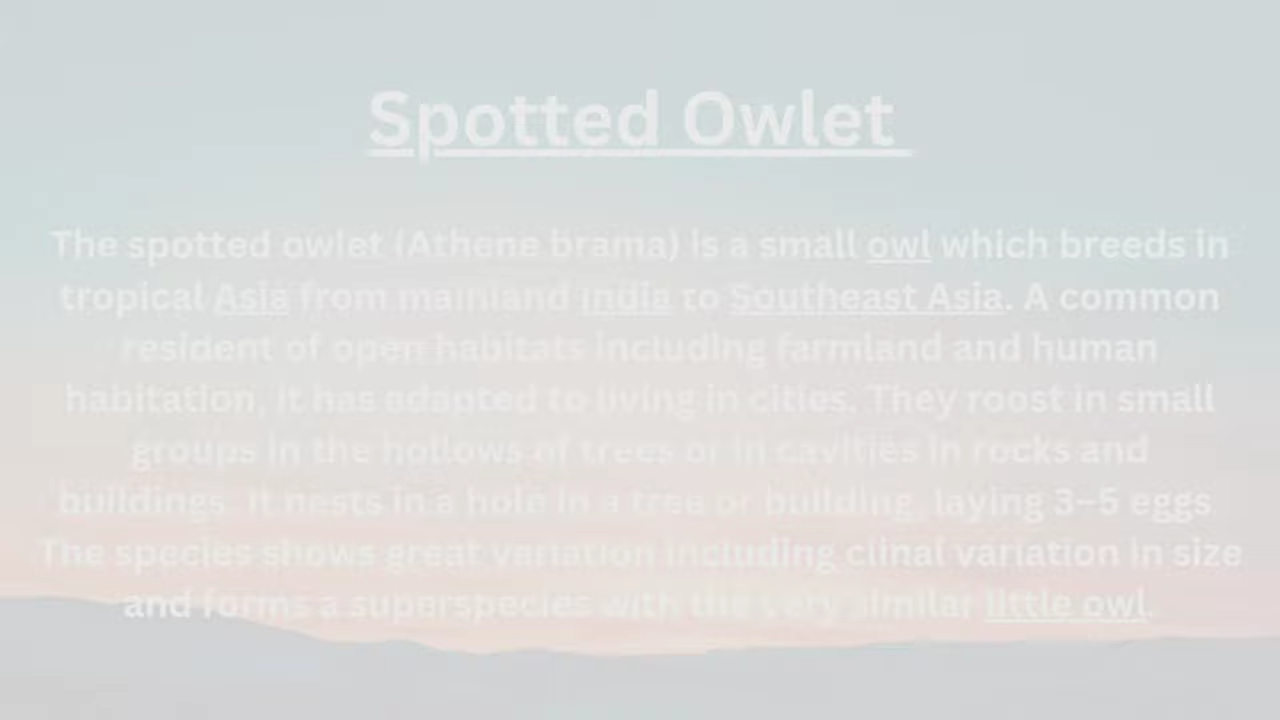 Spotted Owlet
The spotted owlet (Athene brama) is a small owl which breeds in
tropical Asia from mainland India to Southeast Asia. A common
resident of open habitats including farmland and human
habitation, it has adapted to living in cities. They roost in small
groups in the hollows of trees or in cavities in rocks and
buildings. It nests in a hole in a tree or building, laying 3–5 eggs
The species shows great variation including clinal variation in size
and forms a superspecies with the very similar little owl.